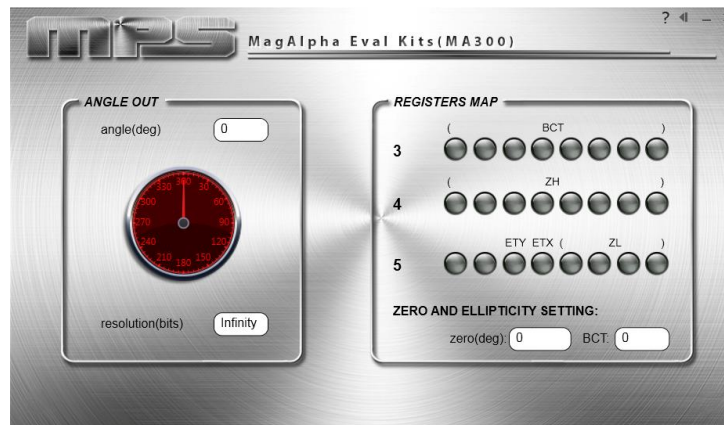 mps
MagAlpha Eval Kits(MA300)
?
ANGLE OUT
angle(deg) 0
330 300 30
300 60
270 90
240 120
210 180 150
resolution(bits) Infinity
REGISTERS MAP
( BCT )
3
( ZH )
4
ETY ETX ( ZL )
5
ZERO AND ELLIPTICITY SETTING:
zero(deg): 0 BCT: 0